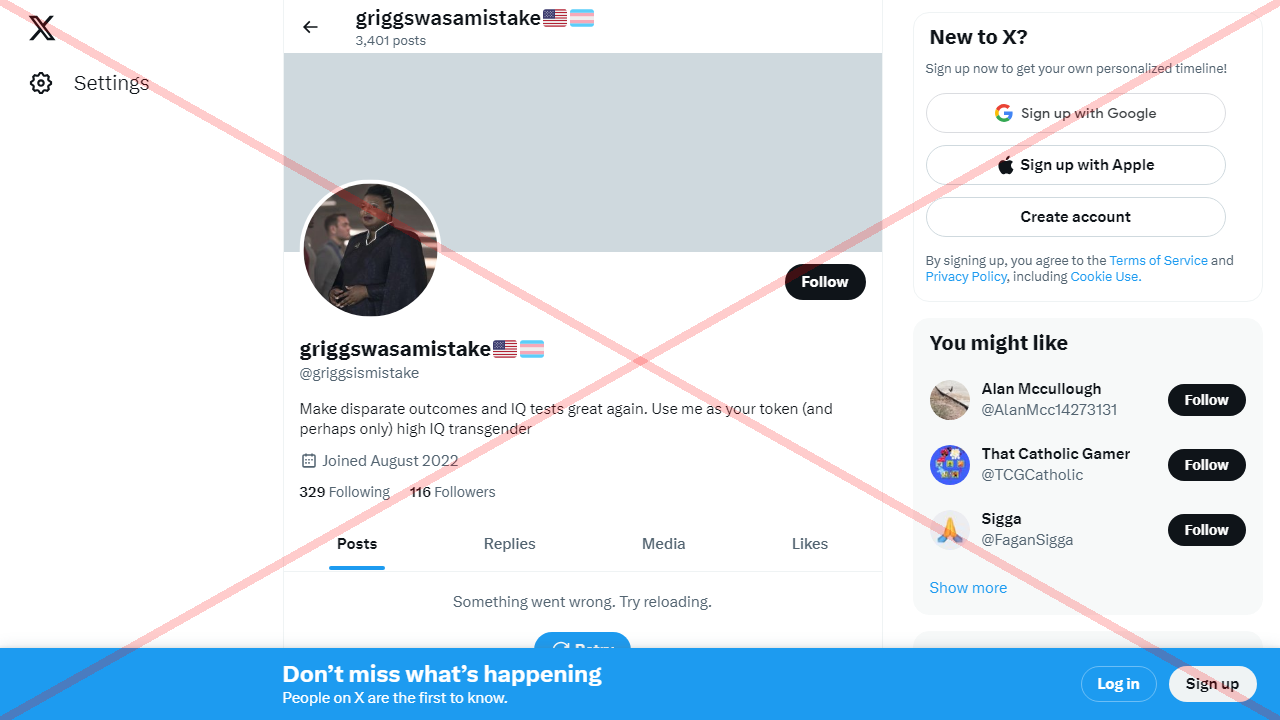 Settings
griggswasamistake🇺🇸🏳️‍⚧️
3,401 posts
Follow
griggswasamistake🇺🇸🏳️‍⚧️
@griggsismistake
Make disparate outcomes and IQ tests great again. Use me as your token (and
perhaps only) high IQ transgender
Joined August 2022
329 Following 116 Followers
Posts Replies Media Likes
Something went wrong. Try reloading.
Retry
New to X?
Sign up now to get your own personalized timeline!
Sign up with Google
Sign up with Apple
Create account
By signing up, you agree to the Terms of Service and
Privacy Policy, including Cookie Use.
You might like
Alan Mccullough
@AlanMcc14273131
Follow
That Catholic Gamer
@TCGCatholic
Follow
Sigga
@FaganSigga
Follow
Show more
Don’t miss what’s happening
People on X are the first to know.
Log in
Sign up